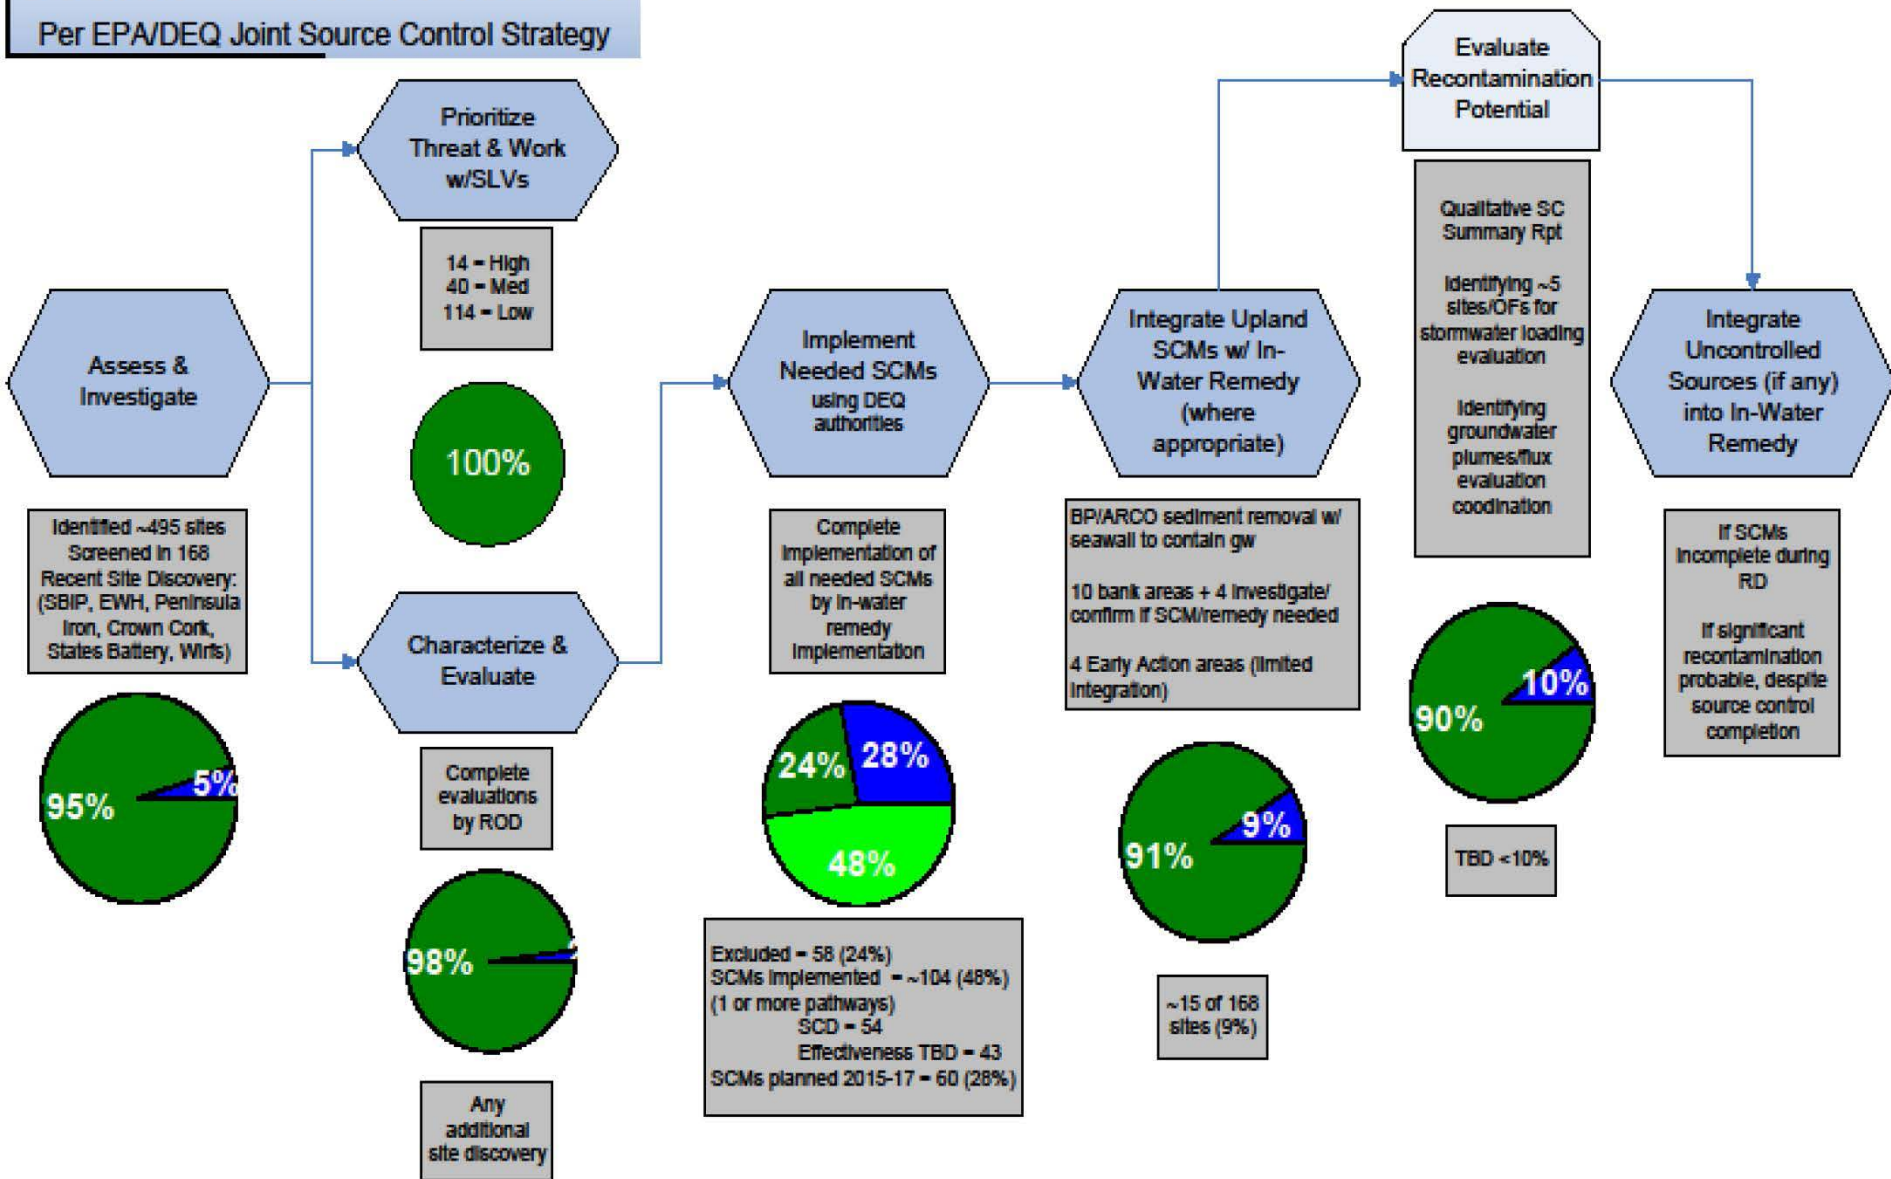 Per EPA/DEQ Joint Source Control Strategy
Assess &
Investigate
Identified ~495 sites
Screened in 168
Recent Site Discovery:
(SBIP, EWH, Peninsula
Iron, Crown Cork,
States Battery, Wirfs)
95%
5%
Prioritize
Threat & Work
w/SLVs
14 = High
40 = Med
114 = Low
100%
Characterize &
Evaluate
Complete
evaluations
by ROD
98%
Any
additional
site discovery
Implement
Needed SCMs
using DEQ
authorities
Complete
implementation of
all needed SCMs
by in-water
remedy
implementation
24%
28%
48%
Excluded = 58 (24%)
SCMs implemented = ~104 (48%)
(1 or more pathways)
SCD = 54
Effectiveness TBD = 43
SCMs planned 2015-17 = 60 (28%)
Integrate Upland
SCMs w/ In-
Water Remedy
(where
appropriate)
BP/ARCO sediment removal w/
seawall to contain gw
10 bank areas + 4 investigate/
confirm if SCM/remedy needed
4 Early Action areas (limited
integration)
91%
9%
~15 of 168
sites (9%)
Evaluate
Recontamination
Potential
Qualitative SC
Summary Rpt
Identifying ~5
sites/OFs for
stormwater loading
evaluation
Identifying
groundwater
plumes/flux
evaluation
coodination
90%
10%
TBD <10%
Integrate
Uncontrolled
Sources (if any)
into In-Water
Remedy
If SCMs
incomplete during
RD
If significant
recontamination
probable, despite
source control
completion